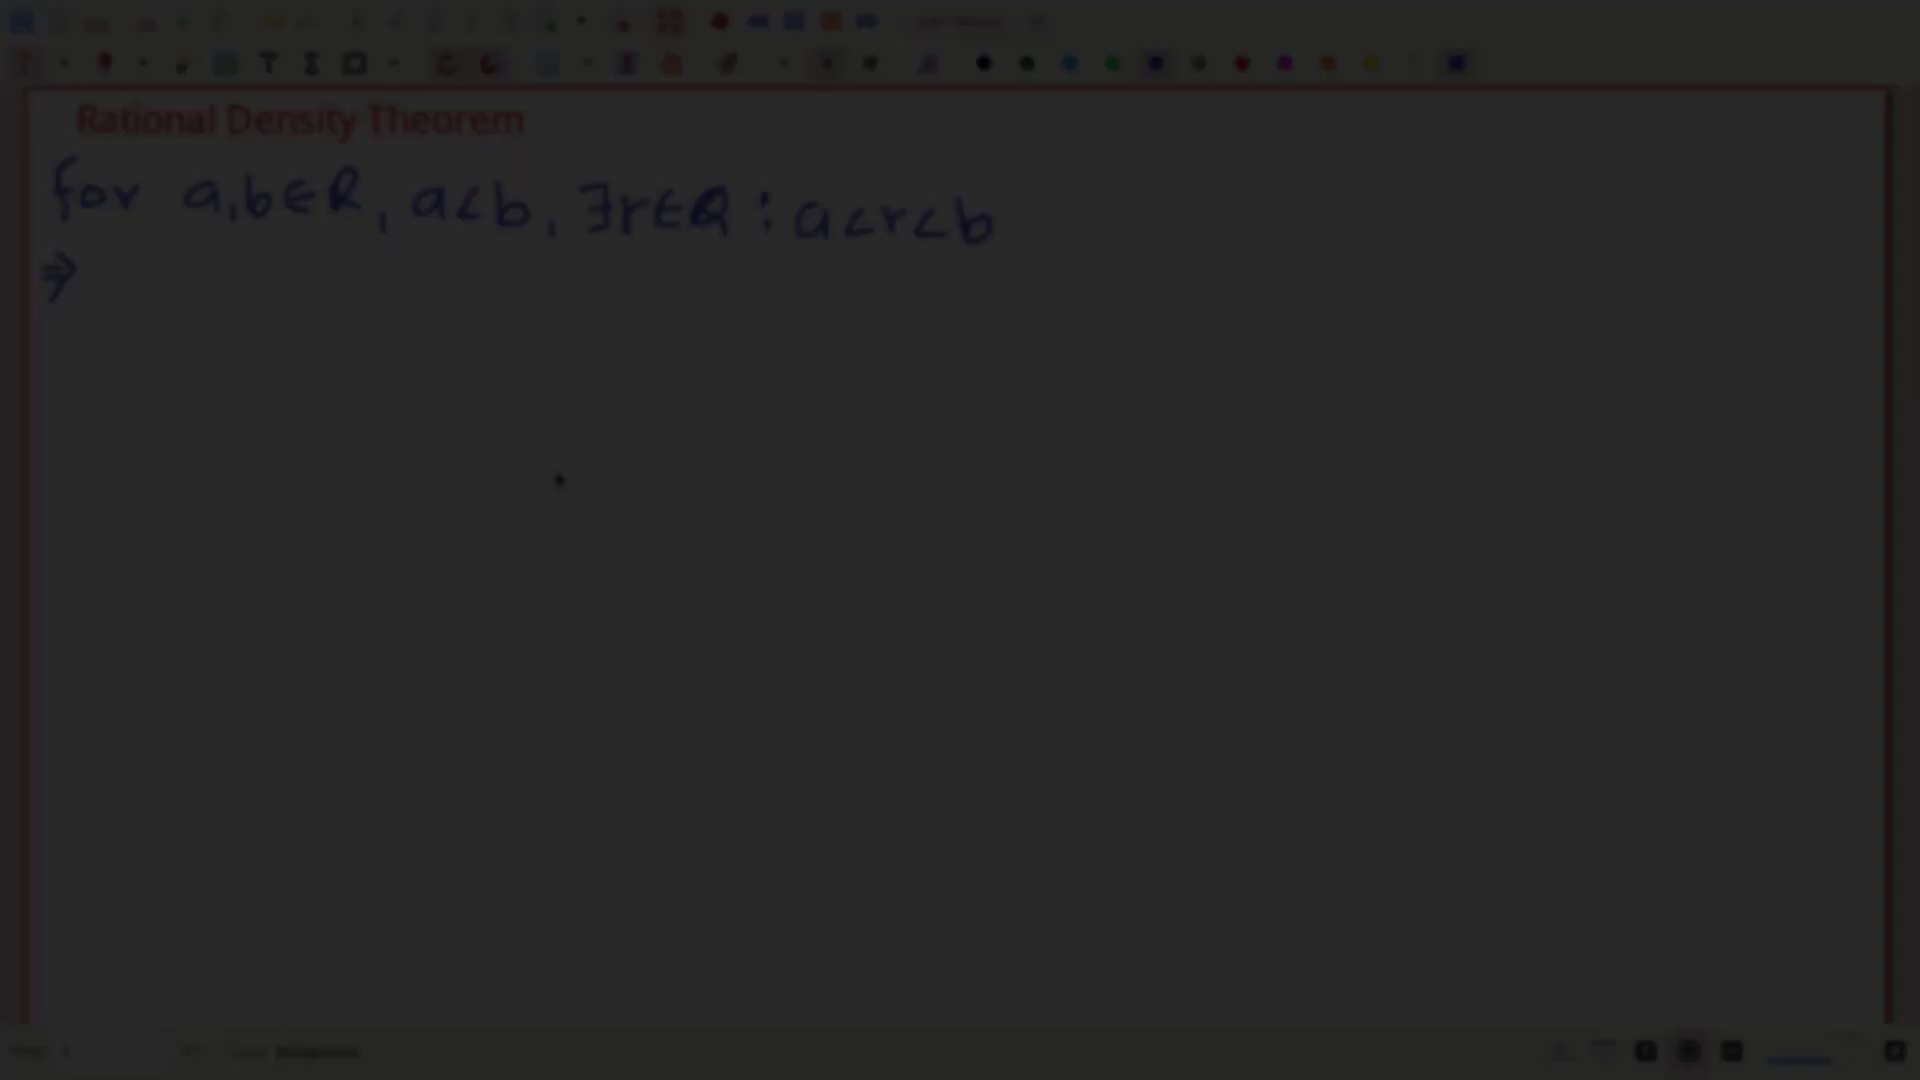 Rational Density Theorem
for a,b∈R, a<b, ∃r∈Q : a<r<b
⇒